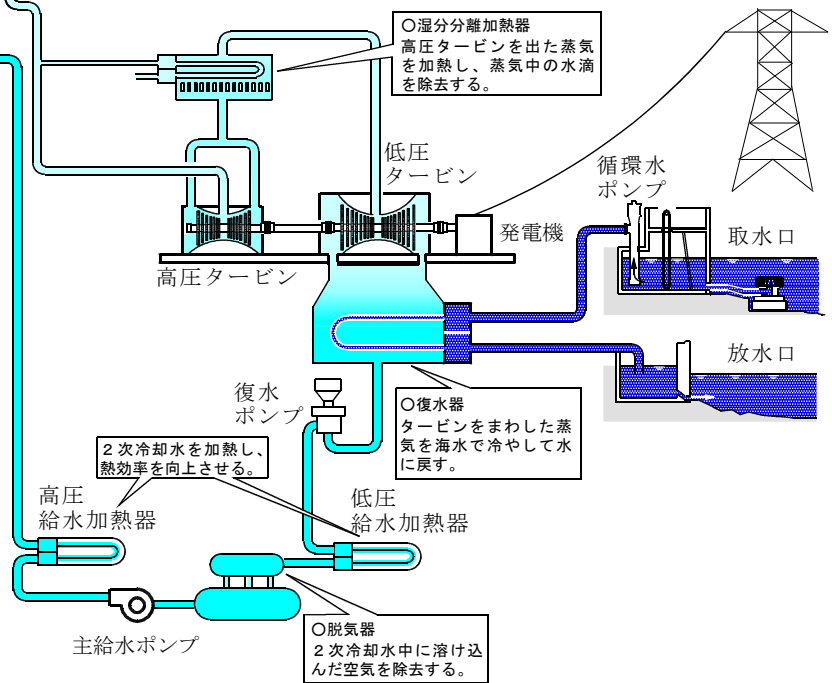 ○湿分分離加熱器
高圧タービンを出た蒸気
を加熱し、蒸気中の水滴
を除去する。
低圧
タービン
循環水
ポンプ
発電機
取水口
高圧タービン
放水口
復水
ポンプ
○復水器
タービンをまわした蒸
気を海水で冷やして水
に戻す。
２次冷却水を加熱し、
熱効率を向上させる。
高圧
給水加熱器
低圧
給水加熱器
主給水ポンプ
○脱気器
２次冷却水中に溶け込
んだ空気を除去する。